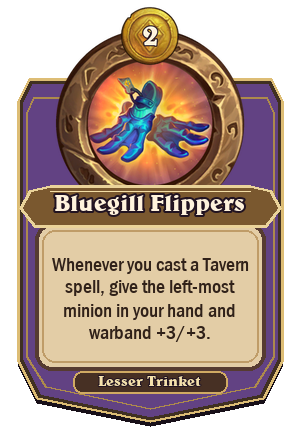 2
Bluegill Flippers
Whenever you cast a Tavern
spell, give the left-most
minion in your hand and
warband +3/+3.
Lesser Trinket